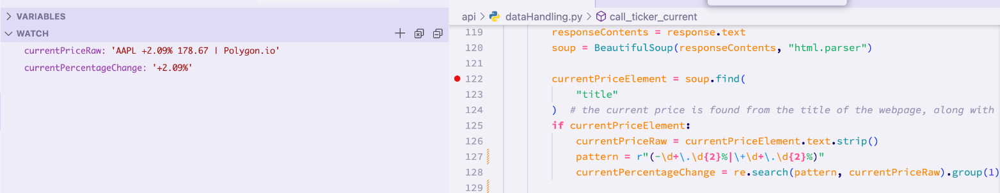 VARIABLES
WATCH
currentPriceRaw: 'AAPL +2.09% 178.67 | Polygon.io'
currentPercentageChange: '+2.09%'
api > dataHandling.py > call_ticker_current
119 responseContents = response.text
120 soup = BeautifulSoup(responseContents, "html.parser")
121
122 currentPriceElement = soup.find(
123 "title"
124 ) # the current price is found from the title of the webpage, along with
125 if currentPriceElement:
126 currentPriceRaw = currentPriceElement.text.strip()
127 pattern = r"(-\d+\.\d{2}%|\+\d+\.\d{2}%)"
128 currentPercentageChange = re.search(pattern, currentPriceRaw).group(1)
129